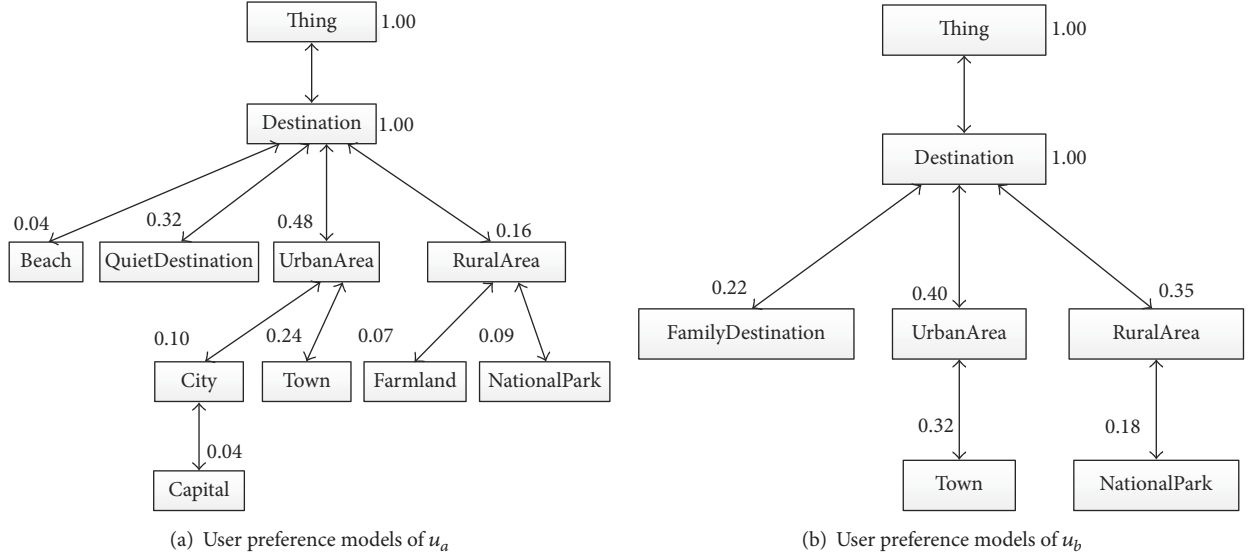 Thing 1.00
Destination 1.00
0.04 0.32 0.48 0.16
Beach QuietDestination UrbanArea RuralArea
0.10 0.24 0.07 0.09
City Town Farmland NationalPark
0.04
Capital
(a) User preference models of u_a
Thing 1.00
Destination 1.00
0.22 0.40 0.35
FamilyDestination UrbanArea RuralArea
0.32 0.18
Town NationalPark
(b) User preference models of u_b